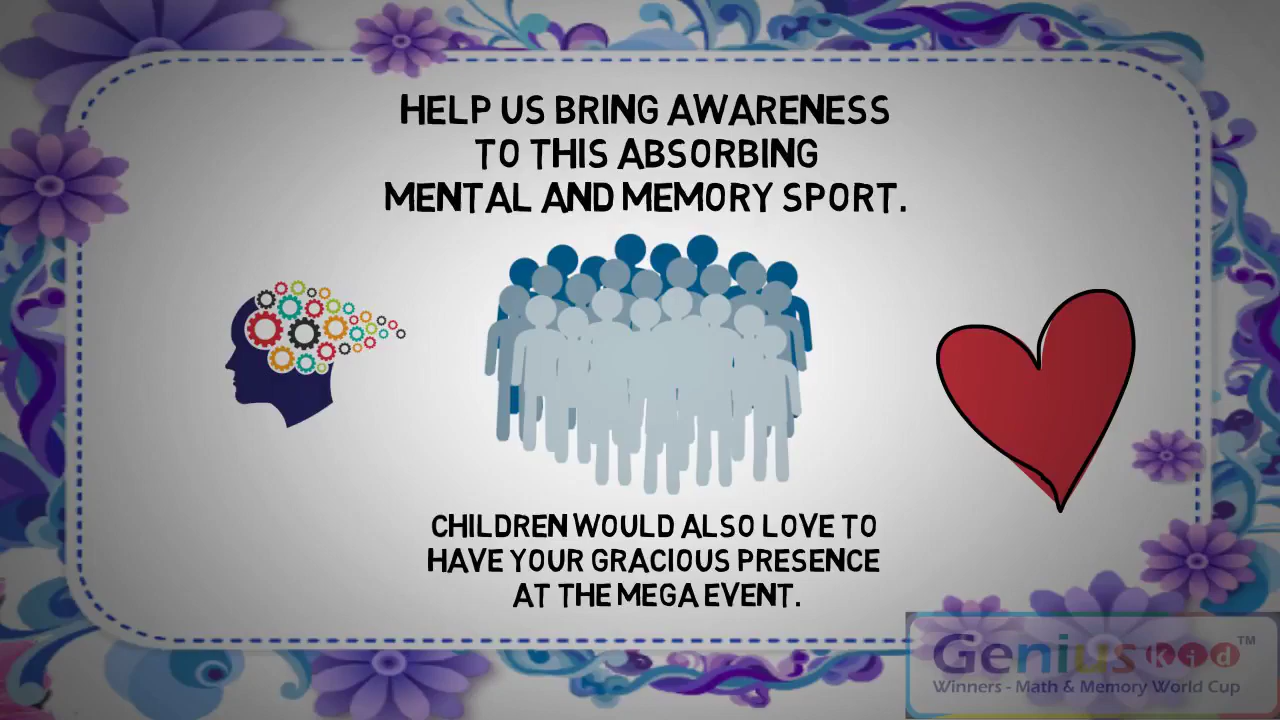 HELP US BRING AWARENESS
TO THIS ABSORBING
MENTAL AND MEMORY SPORT.
CHILDREN WOULD ALSO LOVE TO
HAVE YOUR GRACIOUS PRESENCE
AT THE MEGA EVENT.
Genius Kid™
Winners - Math & Memory World Cup